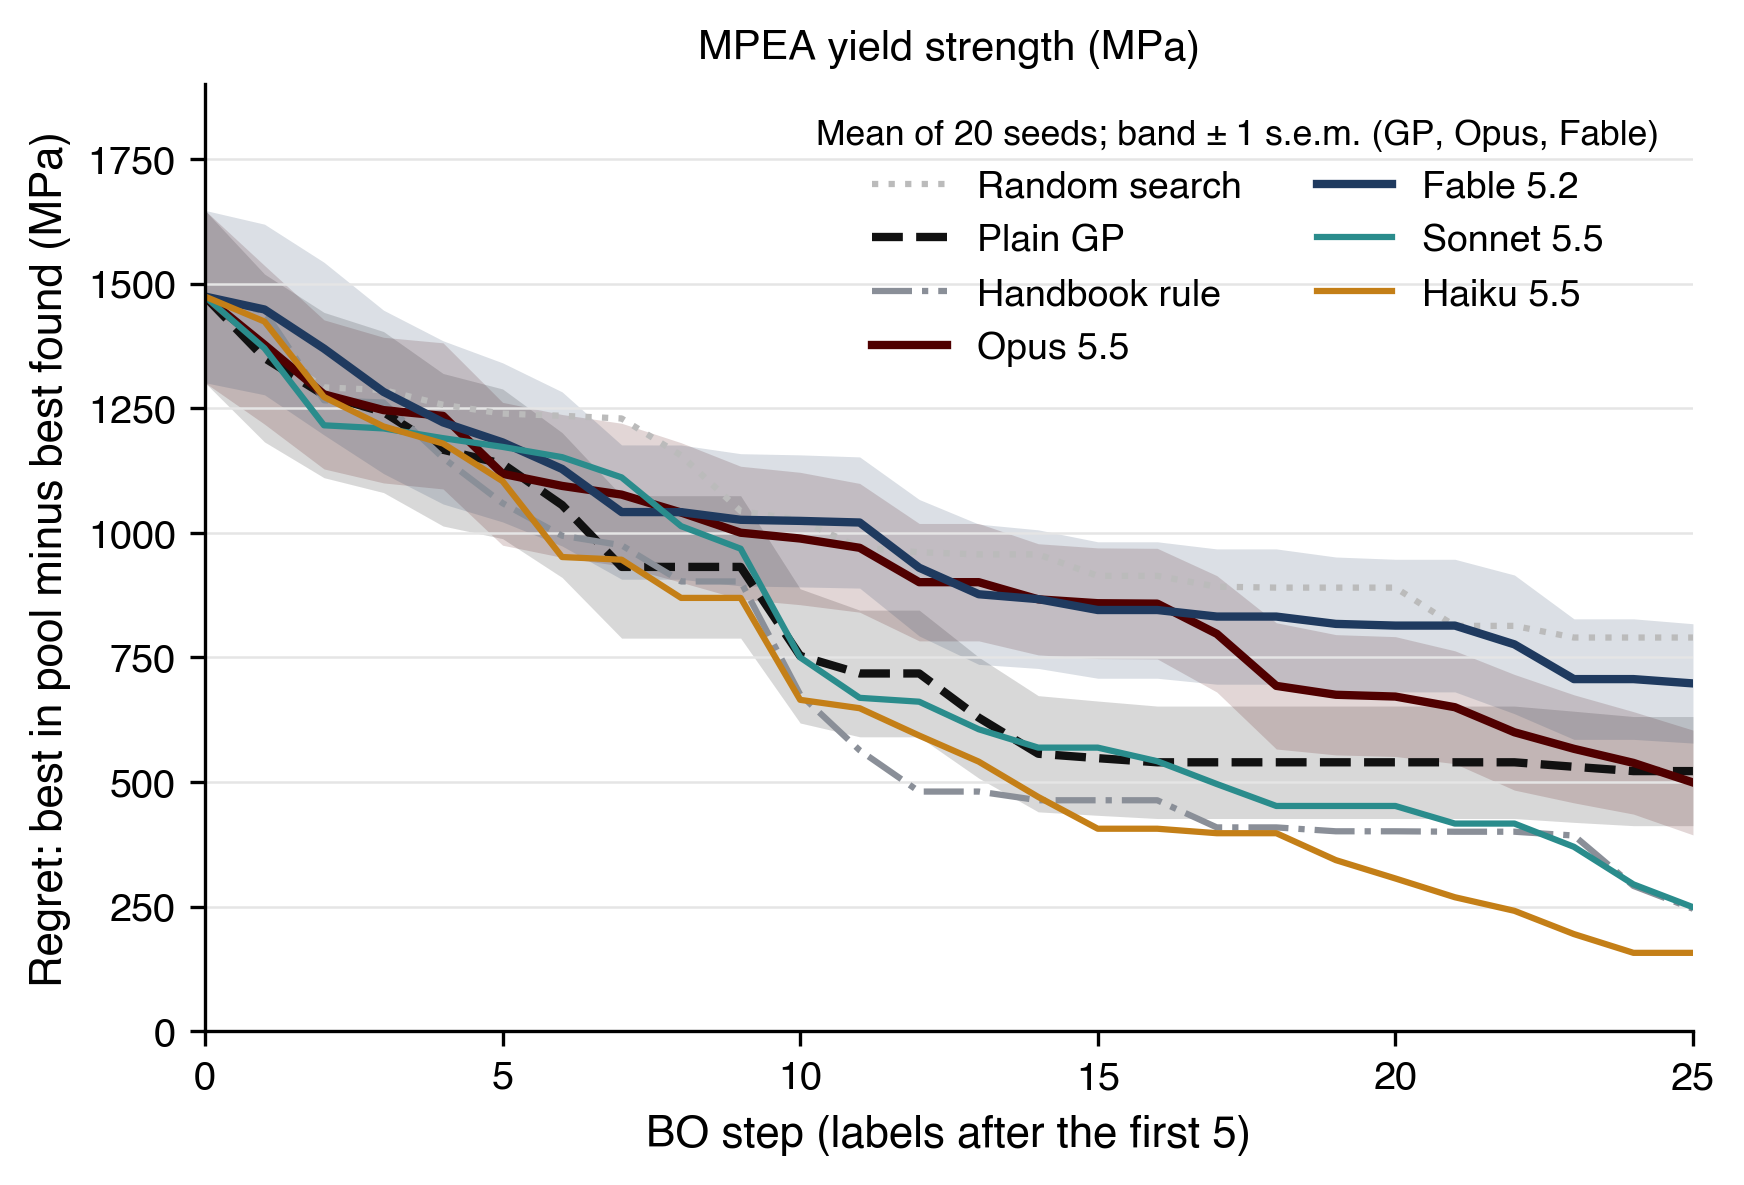 MPEA yield strength (MPa)
Mean of 20 seeds; band ± 1 s.e.m. (GP, Opus, Fable)
Random search
Plain GP
Handbook rule
Opus 5.5
Fable 5.2
Sonnet 5.5
Haiku 5.5
Regret: best in pool minus best found (MPa)
1750
1500
1250
1000
750
500
250
0
0 5 10 15 20 25
BO step (labels after the first 5)